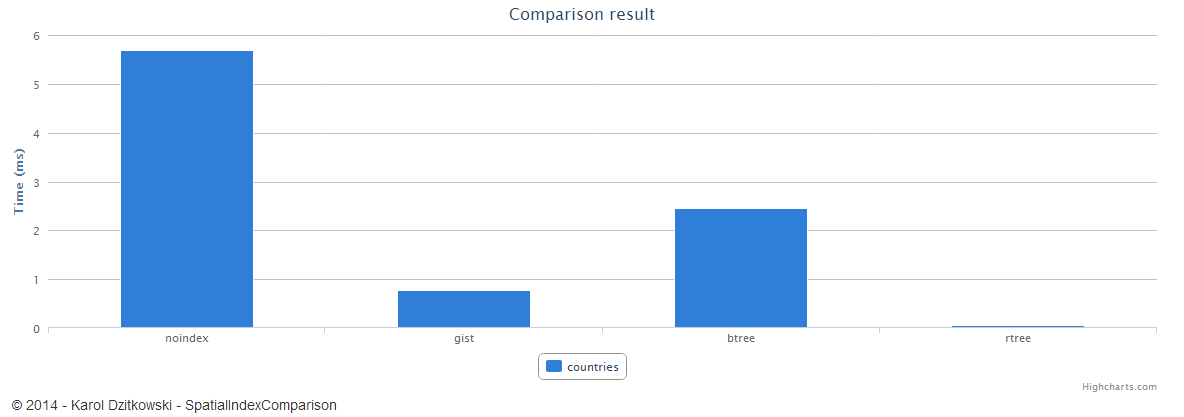 Comparison result
Time (ms)
6
5
4
3
2
1
0
noindex
gist
btree
rtree
countries
Highcharts.com
© 2014 - Karol Dzitkowski - SpatialIndexComparison